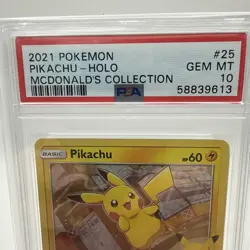 2021 POKEMON #25
PIKACHU - HOLO GEM MT
MCDONALD'S COLLECTION 10
PSA 58839613
BASIC Pikachu HP60